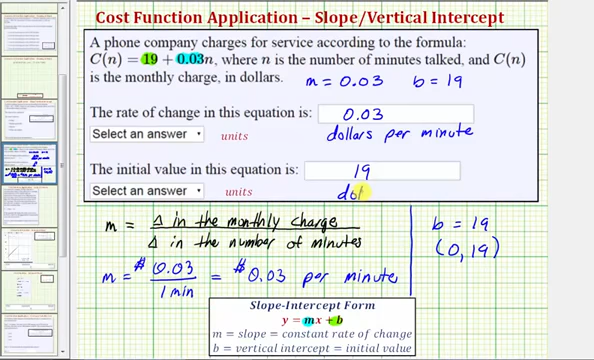 Cost Function Application – Slope/Vertical Intercept
A phone company charges for service according to the formula:
C(n) = 19 + 0.03n, where n is the number of minutes talked, and C(n)
is the monthly charge, in dollars.
m = 0.03 b = 19
The rate of change in this equation is: 0.03
Select an answer units dollars per minute
The initial value in this equation is: 19
Select an answer units dol
m = Δ in the monthly charge
Δ in the number of minutes
b = 19
(0, 19)
m = $0.03
1 min
= $0.03 per minute
Slope-Intercept Form
y = mx + b
m = slope = constant rate of change
b = vertical intercept = initial value